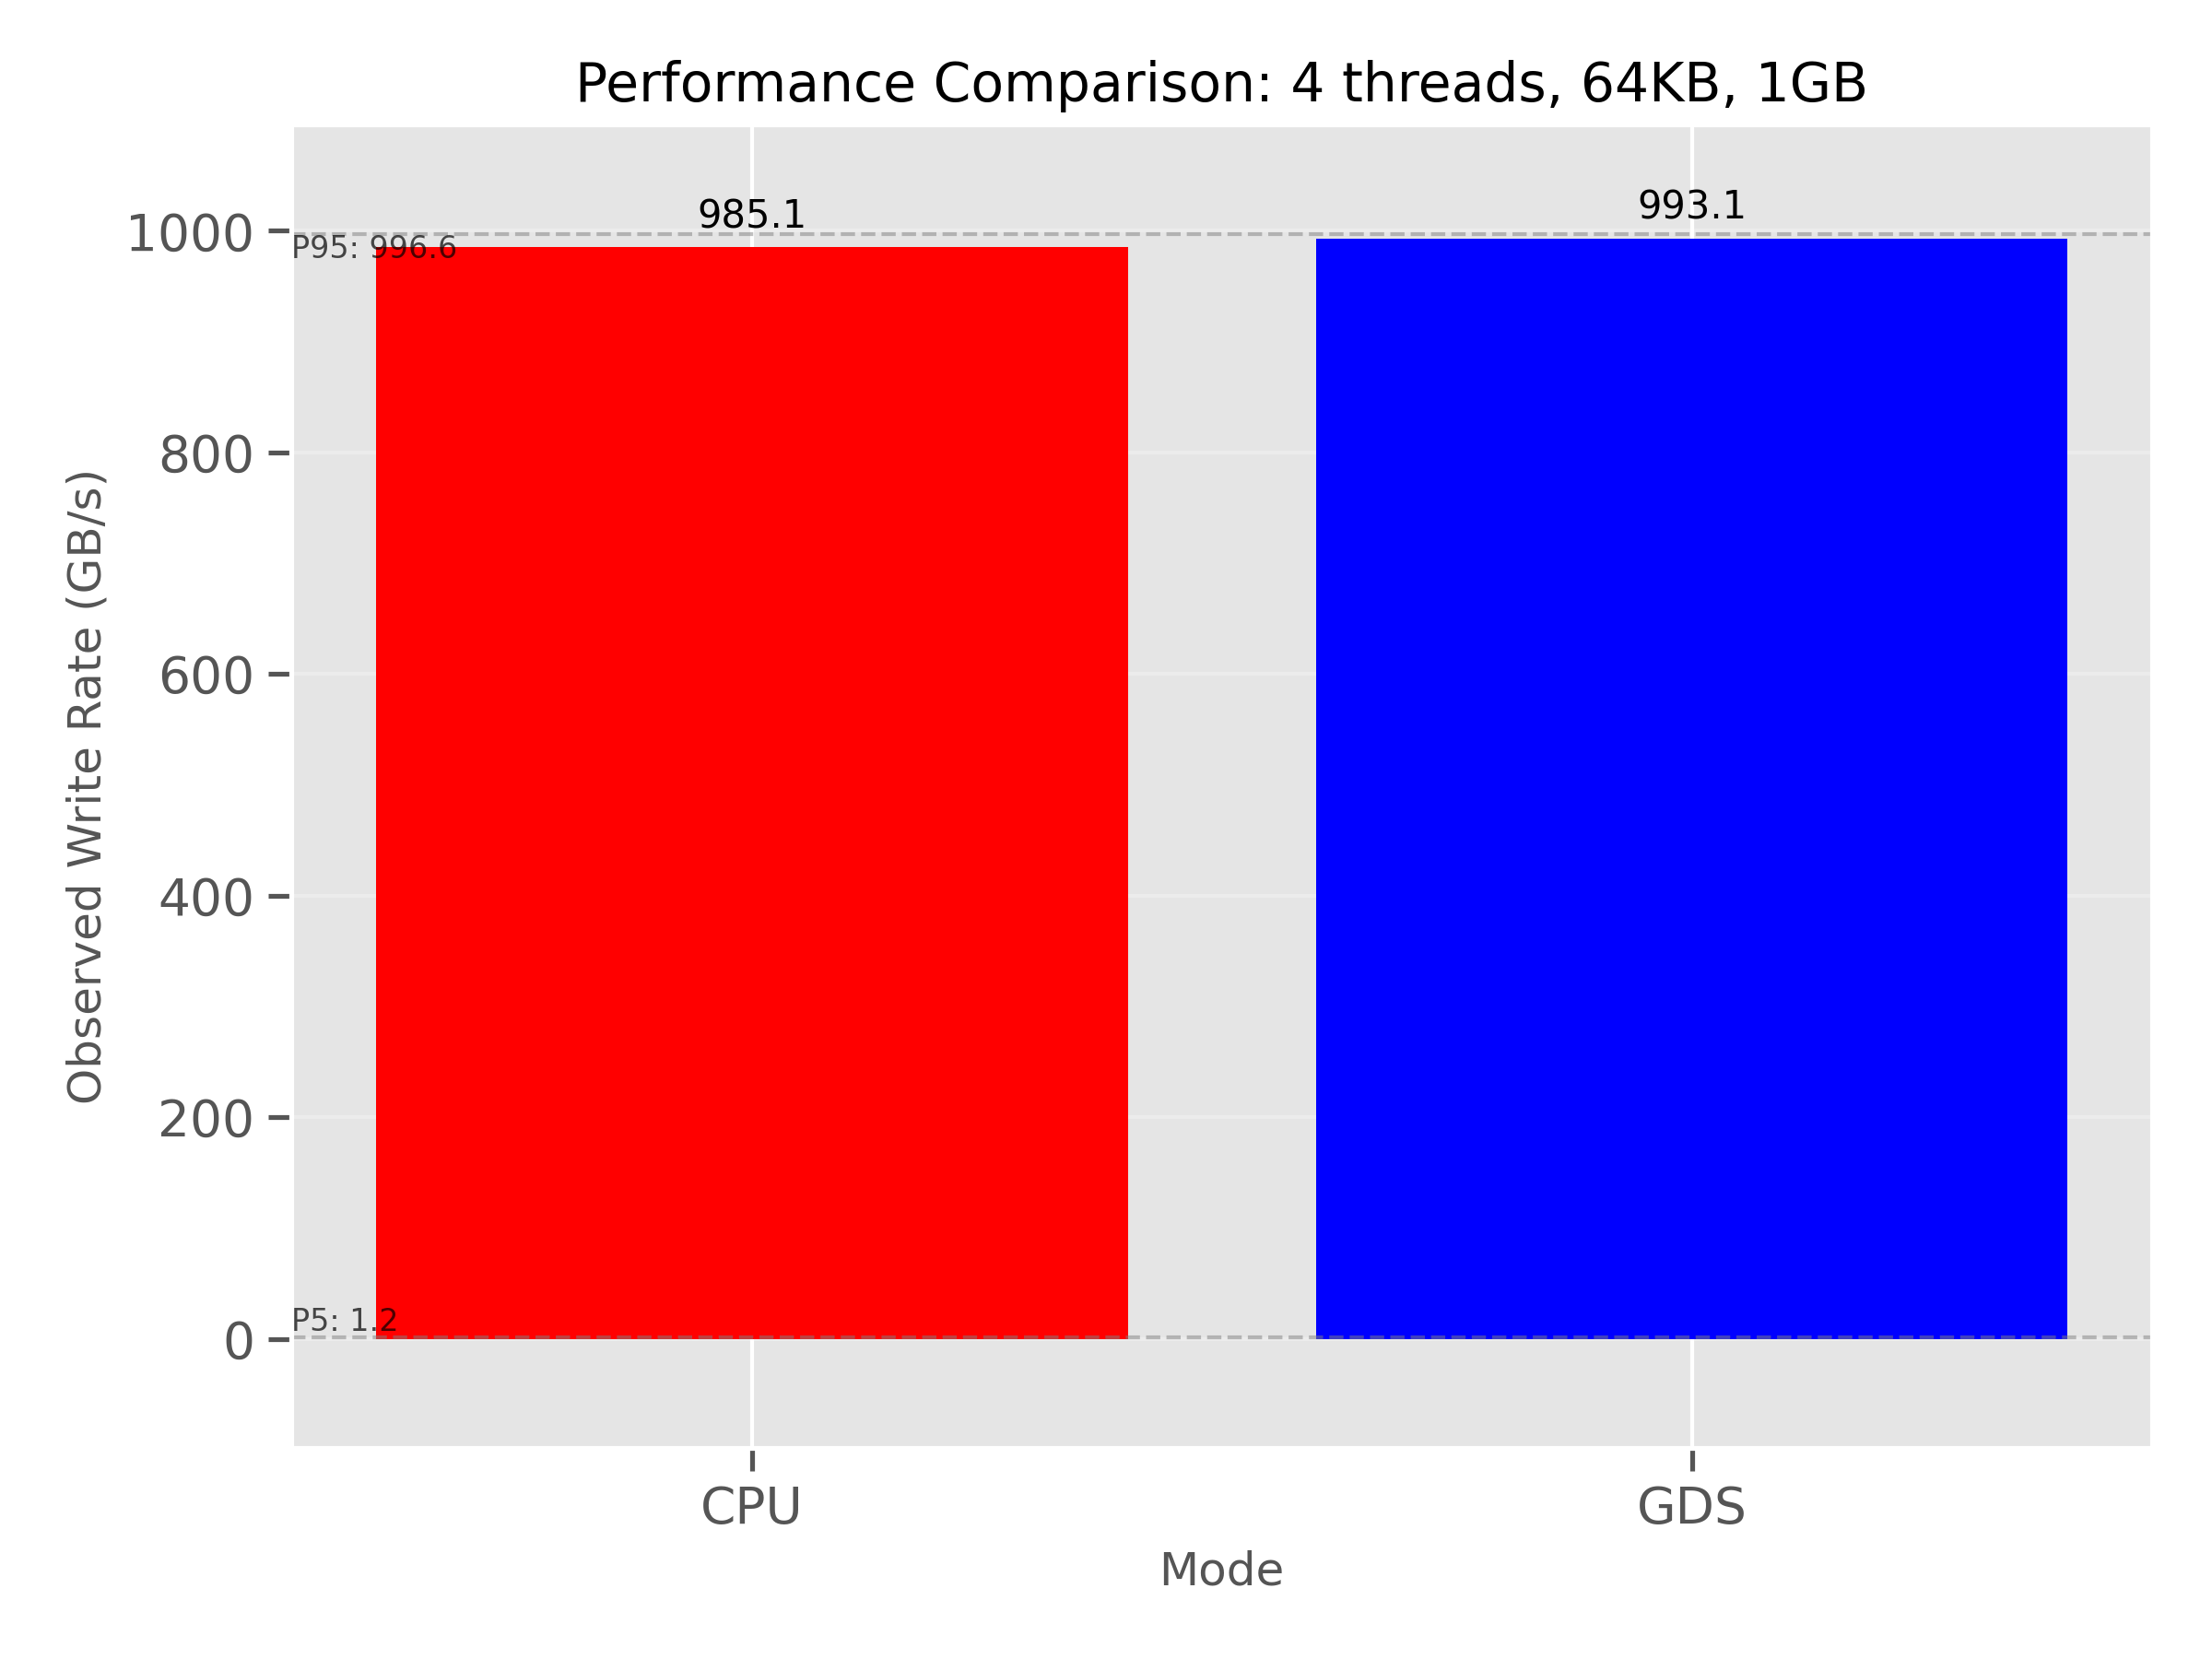 Performance Comparison: 4 threads, 64KB, 1GB
Observed Write Rate (GB/s)
1000
800
600
400
200
0
985.1
993.1
P95: 996.6
P5: 1.2
CPU
GDS
Mode